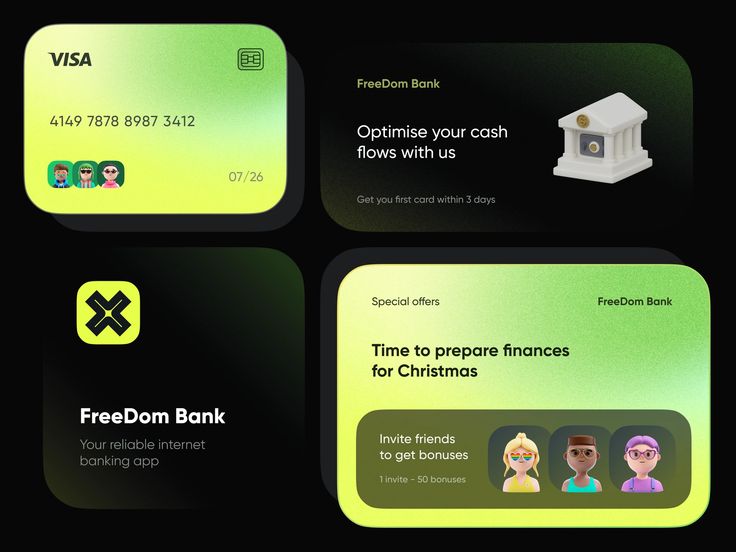 VISA
4149 7878 8987 3412
07/26
FreeDom Bank
Optimise your cash
flows with us
Get you first card within 3 days
FreeDom Bank
Your reliable internet
banking app
Special offers
FreeDom Bank
Time to prepare finances
for Christmas
Invite friends
to get bonuses
1 invite - 50 bonuses